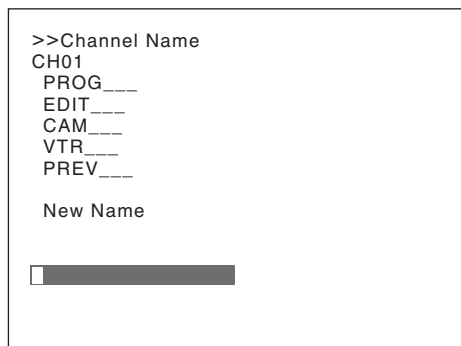 >>Channel Name
CH01
PROG___
EDIT___
CAM___
VTR___
PREV___
New Name